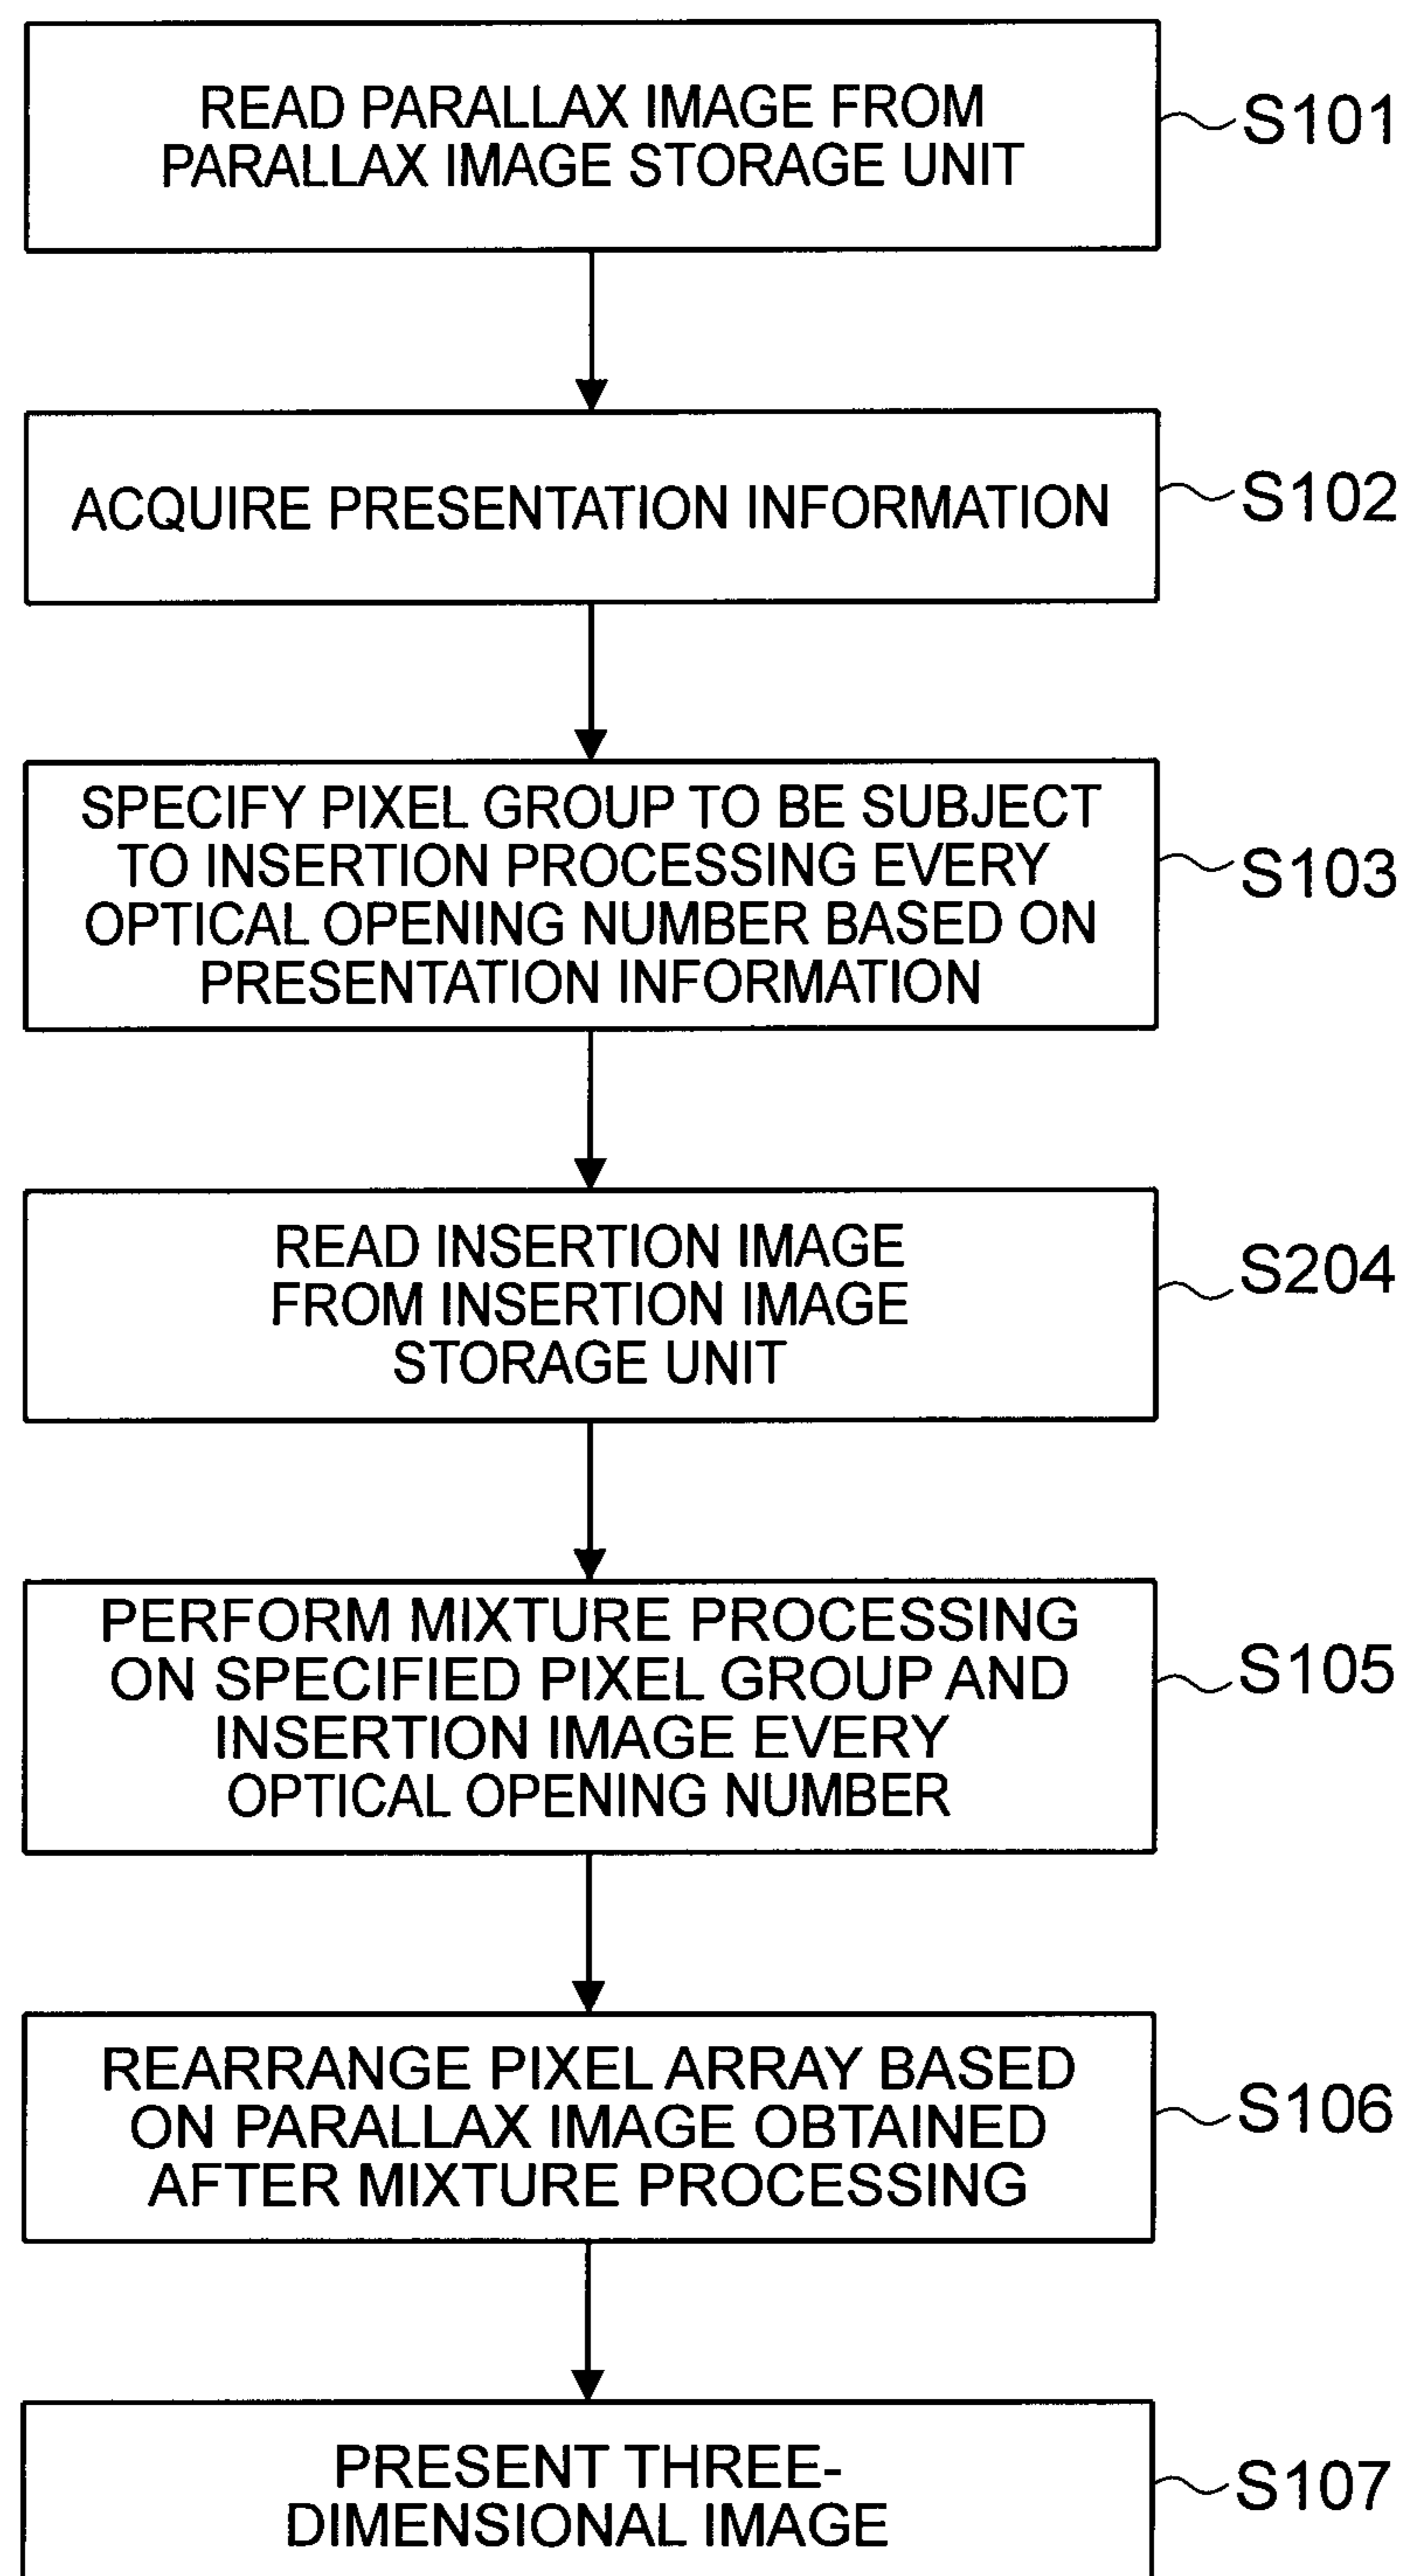 READ PARALLAX IMAGE FROM
PARALLAX IMAGE STORAGE UNIT
S101
ACQUIRE PRESENTATION INFORMATION
S102
SPECIFY PIXEL GROUP TO BE SUBJECT
TO INSERTION PROCESSING EVERY
OPTICAL OPENING NUMBER BASED ON
PRESENTATION INFORMATION
S103
READ INSERTION IMAGE
FROM INSERTION IMAGE
STORAGE UNIT
S204
PERFORM MIXTURE PROCESSING
ON SPECIFIED PIXEL GROUP AND
INSERTION IMAGE EVERY
OPTICAL OPENING NUMBER
S105
REARRANGE PIXEL ARRAY BASED
ON PARALLAX IMAGE OBTAINED
AFTER MIXTURE PROCESSING
S106
PRESENT THREE-
DIMENSIONAL IMAGE
S107